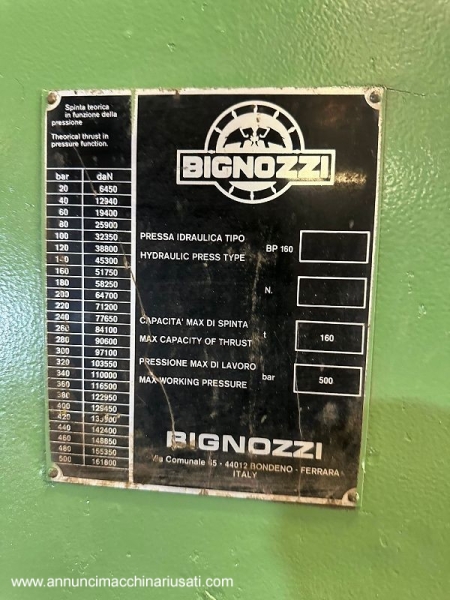 Spinta teorica
in funzione della
pressione
Theorical thrust in
pressure function.
bar daN
20 6450
40 12940
60 19400
80 25900
100 32350
120 38800
140 45300
160 51750
180 58250
200 64700
220 71200
240 77650
260 84100
280 90600
300 97100
320 103550
340 110000
360 116500
380 122950
400 129450
420
440 142400
460 148850
480 155350
500 161800
BIGNOZZI
PRESSA IDRAULICA TIPO BP 160
HYDRAULIC PRESS TYPE
N.
CAPACITA' MAX DI SPINTA t 160
MAX CAPACITY OF THRUST
PRESSIONE MAX DI LAVORO bar 500
MAX WORKING PRESSURE
BIGNOZZI
Via Comunale 65 - 44012 BONDENO - FERRARA
ITALY
www.annuncimacchinariusati.com